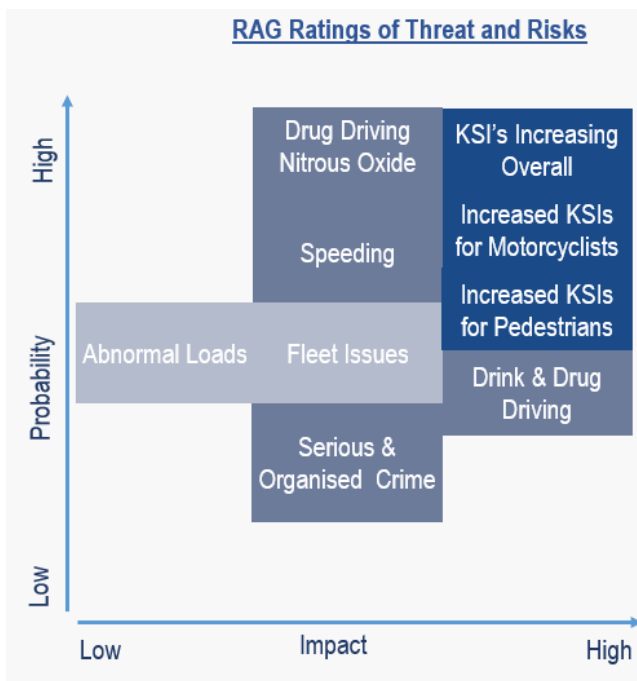 RAG Ratings of Threat and Risks
High
Probability
Low
Drug Driving
Nitrous Oxide
KSI's Increasing
Overall
Speeding
Increased KSIs
for Motorcyclists
Increased KSIs
for Pedestrians
Abnormal Loads
Fleet Issues
Drink & Drug
Driving
Serious &
Organised Crime
Low
Impact
High